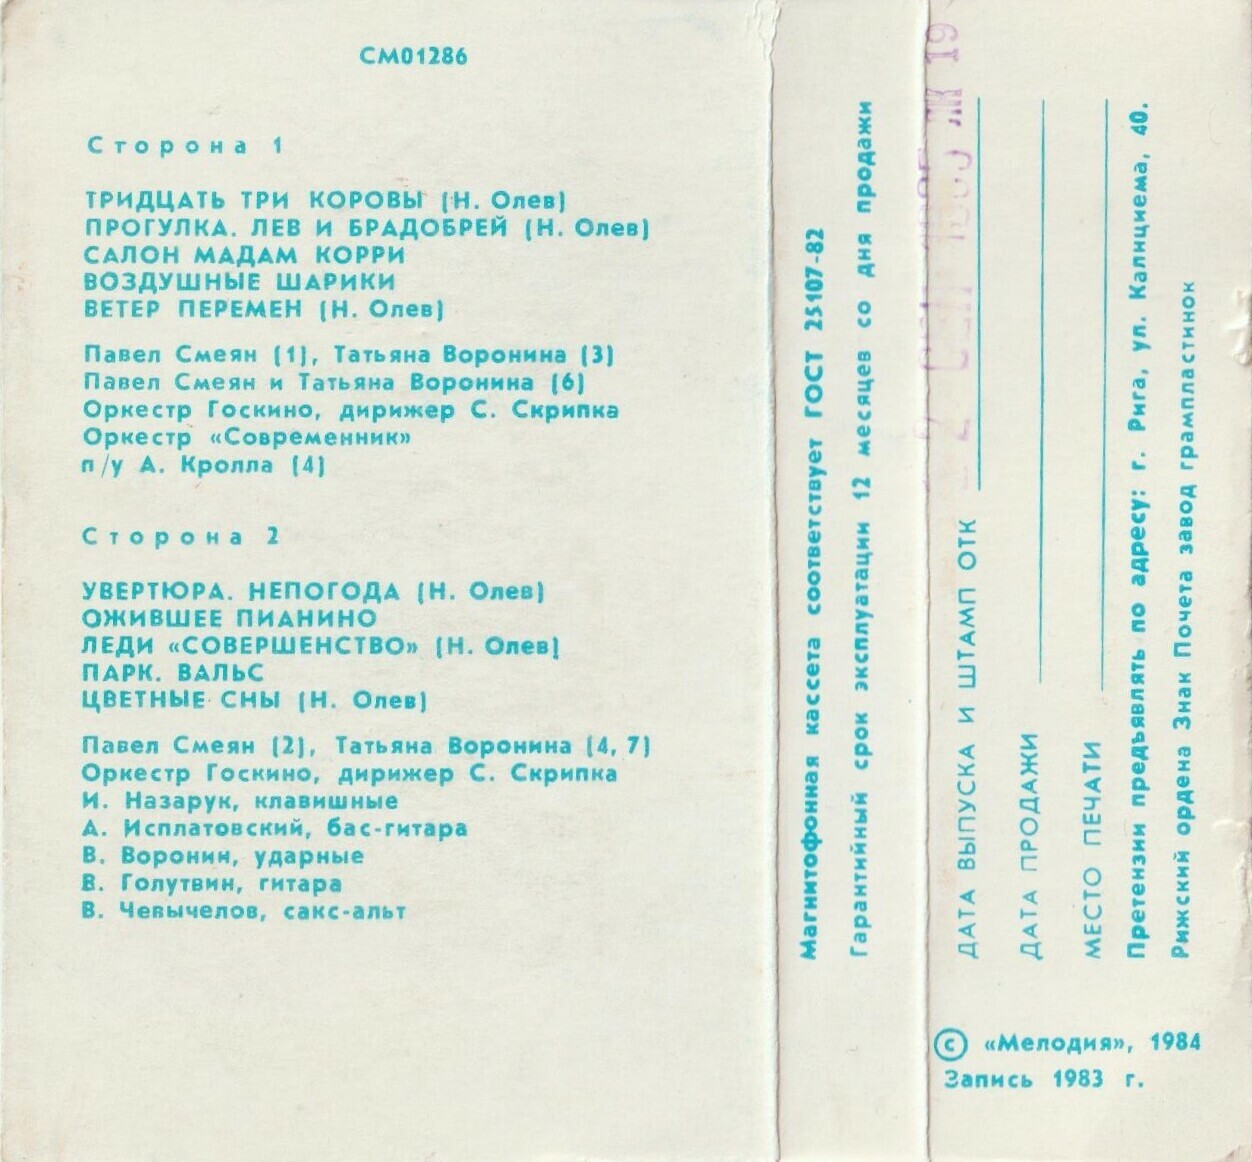 СМ01286
Сторона 1
ТРИДЦАТЬ ТРИ КОРОВЫ (Н. Олев)
ПРОГУЛКА. ЛЕВ И БРАДОБРЕЙ (Н. Олев)
САЛОН МАДАМ КОРРИ
ВОЗДУШНЫЕ ШАРИКИ
ВЕТЕР ПЕРЕМЕН (Н. Олев)
Павел Смеян (1), Татьяна Воронина (3)
Павел Смеян и Татьяна Воронина (6)
Оркестр Госкино, дирижер С. Скрипка
Оркестр «Современник»
п/у А. Кролла (4)
Сторона 2
УВЕРТЮРА. НЕПОГОДА (Н. Олев)
ОЖИВШЕЕ ПИАНИНО
ЛЕДИ «СОВЕРШЕНСТВО» (Н. Олев)
ПАРК. ВАЛЬС
ЦВЕТНЫЕ СНЫ (Н. Олев)
Павел Смеян (2), Татьяна Воронина (4, 7)
Оркестр Госкино, дирижер С. Скрипка
И. Назарук, клавишные
А. Исплатовский, бас-гитара
В. Воронин, ударные
В. Голутвин, гитара
В. Чевычелов, сакс-альт
Магнитофонная кассета соответствует ГОСТ 25107-82
Гарантийный срок эксплуатации 12 месяцев со дня продажи
ДАТА ВЫПУСКА И ШТАМП ОТК
ДАТА ПРОДАЖИ
МЕСТО ПЕЧАТИ
Претензии предъявлять по адресу: г. Рига, ул. Калнциема, 40.
Рижский ордена Знак Почета завод грампластинок
© «Мелодия», 1984
Запись 1983 г.